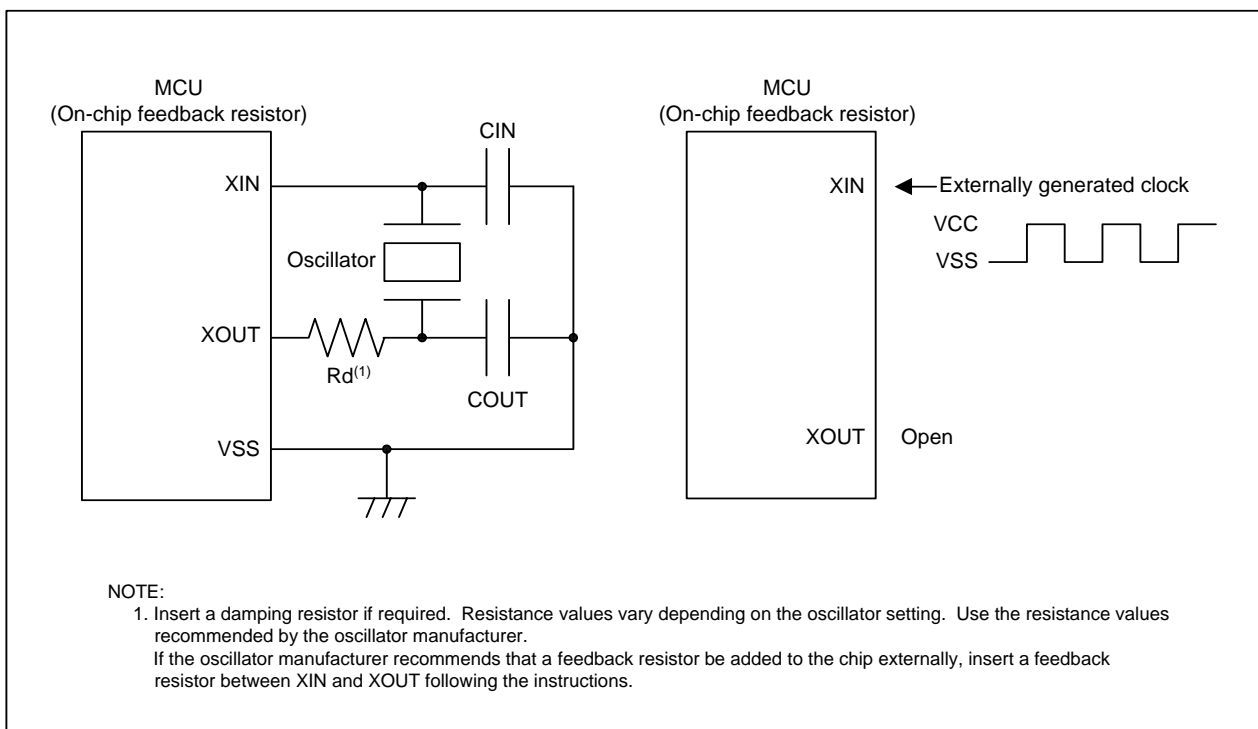 MCU
(On-chip feedback resistor)
XIN
CIN
Oscillator
XOUT
Rd(1)
COUT
VSS
MCU
(On-chip feedback resistor)
XIN
Externally generated clock
VCC
VSS
XOUT
Open
NOTE:
1. Insert a damping resistor if required. Resistance values vary depending on the oscillator setting. Use the resistance values
recommended by the oscillator manufacturer.
If the oscillator manufacturer recommends that a feedback resistor be added to the chip externally, insert a feedback
resistor between XIN and XOUT following the instructions.